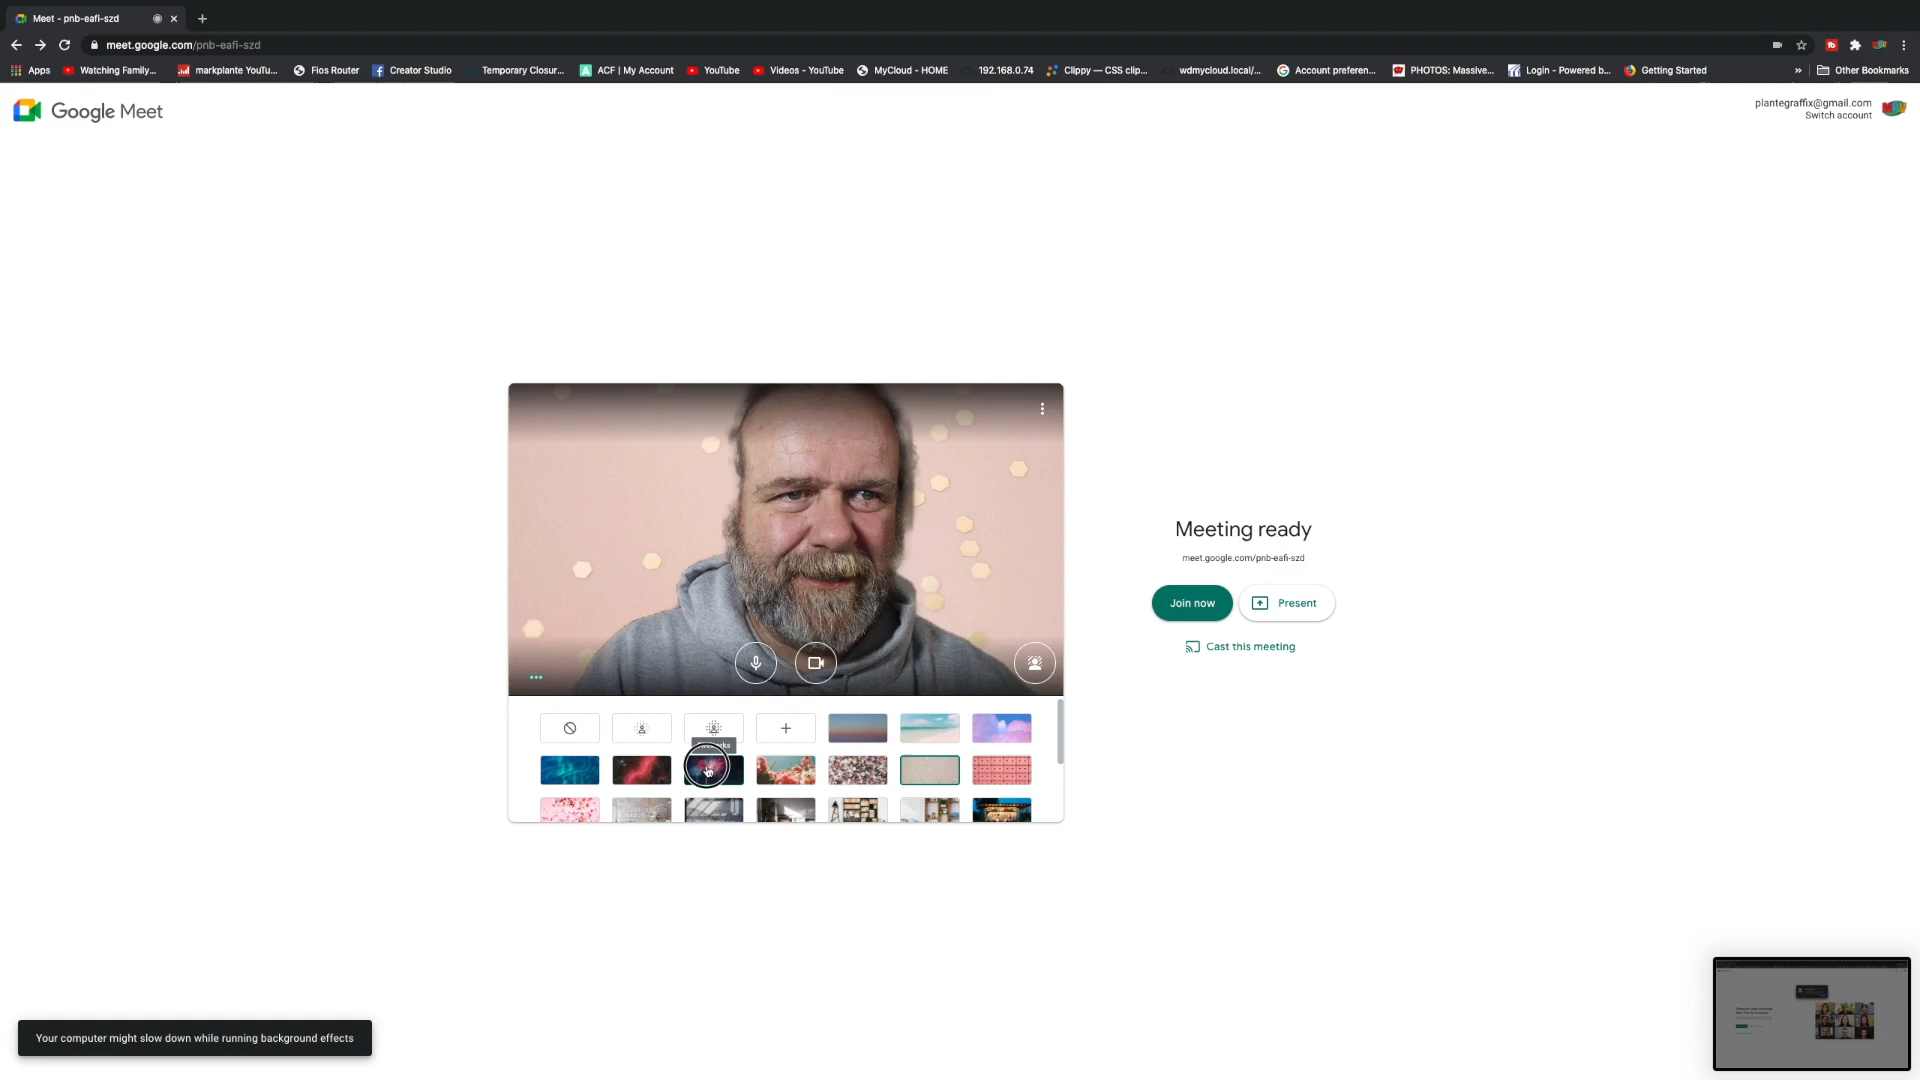 Meet - pnb-eafi-szd
meet.google.com/pnb-eafi-szd
Apps Watching Family... markplante YouTu... Fios Router Creator Studio Temporary Closur... ACF | My Account YouTube Videos - YouTube MyCloud - HOME 192.168.0.74 Clippy — CSS clip... wdmycloud.local/... Account preferen... PHOTOS: Massive... Login - Powered b... Getting Started » Other Bookmarks
Google Meet
plantegraffix@gmail.com
Switch account
Meeting ready
meet.google.com/pnb-eafi-szd
Join now Present
Cast this meeting
Your computer might slow down while running background effects